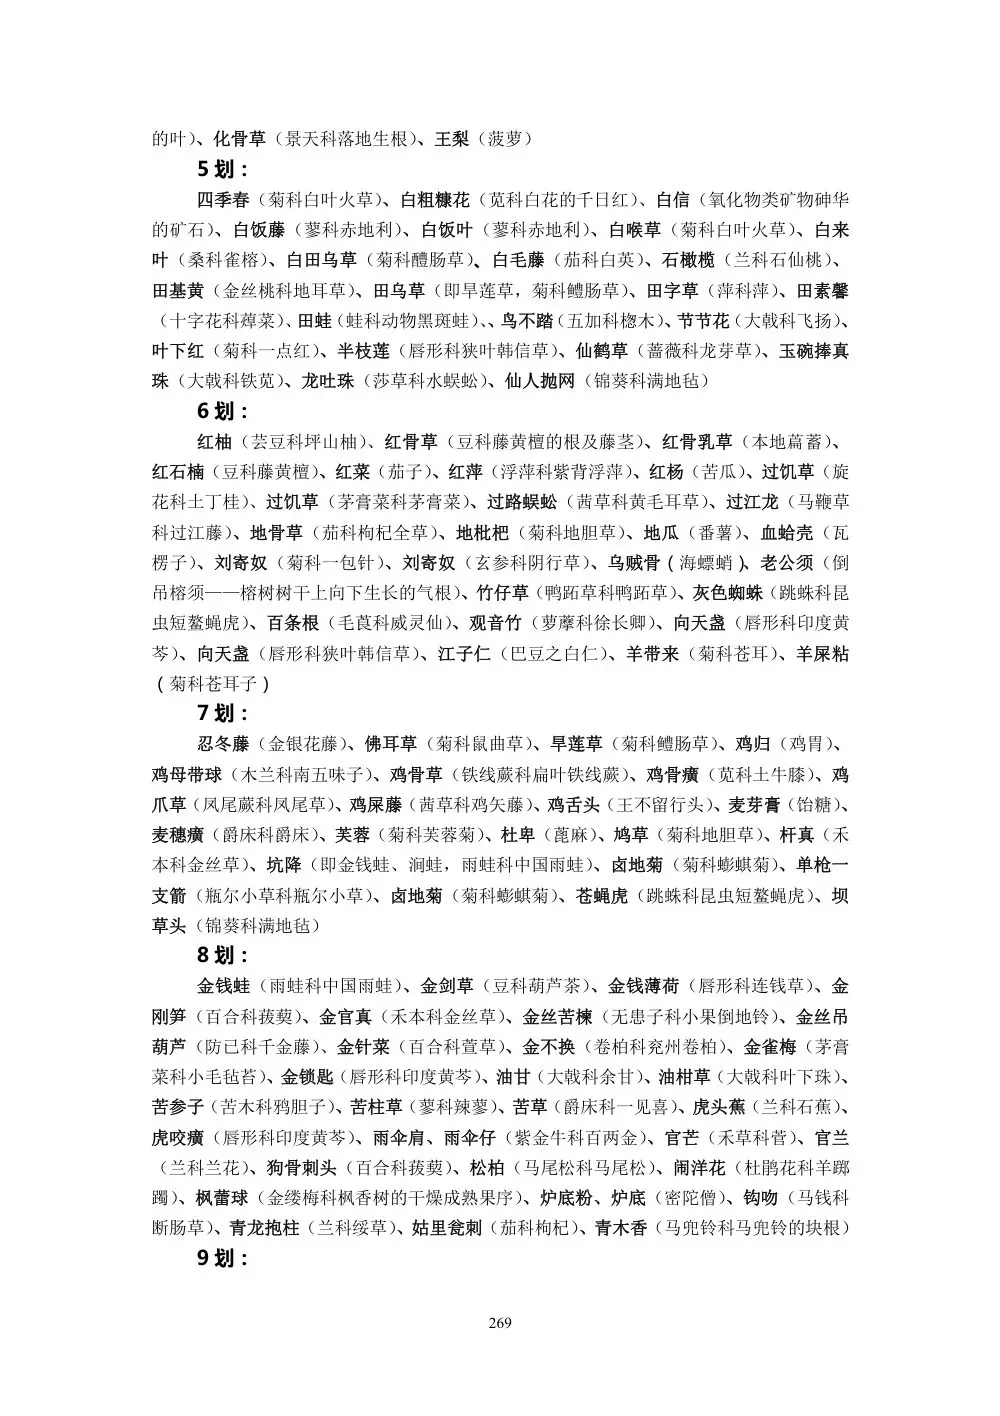 的叶）、化骨草（景天科落地生根）、王梨（菠萝）
5 划：
四季春（菊科白叶火草）、白粗糠花（苋科白花的千日红）、白信（氧化物类矿物砷华
的矿石）、白饭藤（蓼科赤地利）、白饭叶（蓼科赤地利）、白喉草（菊科白叶火草）、白来
叶（桑科雀榕）、白田乌草（菊科醴肠草）、白毛藤（茄科白英）、石橄榄（兰科石仙桃）、
田基黄（金丝桃科地耳草）、田乌草（即旱莲草，菊科鳢肠草）、田字草（萍科萍）、田素馨
（十字花科蔊菜）、田蛙（蛙科动物黑斑蛙）、、鸟不踏（五加科楤木）、节节花（大戟科飞扬）、
叶下红（菊科一点红）、半枝莲（唇形科狭叶韩信草）、仙鹤草（蔷薇科龙芽草）、玉碗捧真
珠（大戟科铁苋）、龙吐珠（莎草科水蜈蚣）、仙人抛网（锦葵科满地毡）
6 划：
红柚（芸豆科坪山柚）、红骨草（豆科藤黄檀的根及藤茎）、红骨乳草（本地萹蓄）、
红石楠（豆科藤黄檀）、红菜（茄子）、红萍（浮萍科紫背浮萍）、红杨（苦瓜）、过饥草（旋
花科土丁桂）、过饥草（茅膏菜科茅膏菜）、过路蜈蚣（茜草科黄毛耳草）、过江龙（马鞭草
科过江藤）、地骨草（茄科枸杞全草）、地枇杷（菊科地胆草）、地瓜（番薯）、血蛤壳（瓦
楞子）、刘寄奴（菊科一包针）、刘寄奴（玄参科阴行草）、乌贼骨（海螵蛸）、老公须（倒
吊榕须——榕树树干上向下生长的气根）、竹仔草（鸭跖草科鸭跖草）、灰色蜘蛛（跳蛛科昆
虫短螯蝇虎）、百条根（毛莨科威灵仙）、观音竹（萝藦科徐长卿）、向天盏（唇形科印度黄
芩）、向天盏（唇形科狭叶韩信草）、江子仁（巴豆之白仁）、羊带来（菊科苍耳）、羊屎粘
（菊科苍耳子）
7 划：
忍冬藤（金银花藤）、佛耳草（菊科鼠曲草）、旱莲草（菊科鳢肠草）、鸡归（鸡胃）、
鸡母带球（木兰科南五味子）、鸡骨草（铁线蕨科扁叶铁线蕨）、鸡骨癀（苋科土牛膝）、鸡
爪草（凤尾蕨科凤尾草）、鸡屎藤（茜草科鸡矢藤）、鸡舌头（王不留行头）、麦芽膏（饴糖）、
麦穗癀（爵床科爵床）、芙蓉（菊科芙蓉菊）、杜卑（蓖麻）、鸠草（菊科地胆草）、杆真（禾
本科金丝草）、坑降（即金钱蛙、涧蛙，雨蛙科中国雨蛙）、卤地菊（菊科蟛蜞菊）、单枪一
支箭（瓶尔小草科瓶尔小草）、卤地菊（菊科蟛蜞菊）、苍蝇虎（跳蛛科昆虫短鳌蝇虎）、坝
草头（锦葵科满地毡）
8 划：
金钱蛙（雨蛙科中国雨蛙）、金剑草（豆科葫芦茶）、金钱薄荷（唇形科连钱草）、金
刚笋（百合科菝葜）、金官真（禾本科金丝草）、金丝苦楝（无患子科小果倒地铃）、金丝吊
葫芦（防已科千金藤）、金针菜（百合科萱草）、金不换（卷柏科兖州卷柏）、金雀梅（茅膏
菜科小毛毡苔）、金锁匙（唇形科印度黄芩）、油甘（大戟科余甘）、油柑草（大戟科叶下珠）、
苦参子（苦木科鸦胆子）、苦柱草（蓼科辣蓼）、苦草（爵床科一见喜）、虎头蕉（兰科石蕉）、
虎咬癀（唇形科印度黄芩）、雨伞肩、雨伞仔（紫金牛科百两金）、官芒（禾草科菅）、官兰
（兰科兰花）、狗骨刺头（百合科菝葜）、松柏（马尾松科马尾松）、闹洋花（杜鹃花科羊踯
躅）、枫蕾球（金缕梅科枫香树的干燥成熟果序）、炉底粉、炉底（密陀僧）、钩吻（马钱科
断肠草）、青龙抱柱（兰科绶草）、姑里瓮刺（茄科枸杞）、青木香（马兜铃科马兜铃的块根）
9 划：
269